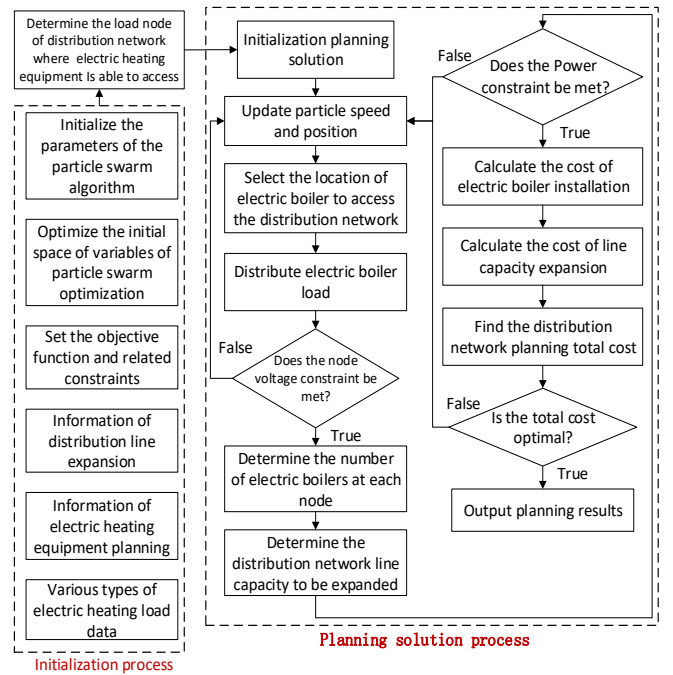 Determine the load node
of distribution network
where electric heating
equipment Is able to access
Initialize the
parameters of the
particle swarm
algorithm
Optimize the initial
space of variables of
particle swarm
optimization
Set the objective
function and related
constraints
Information of
distribution line
expansion
Information of
electric heating
equipment planning
Various types of
electric heating load
data
Initialization process
Initialization planning
solution
Update particle speed
and position
Select the location of
electric boiler to access
the distribution network
Distribute electric boiler
load
False
Does the node
voltage constraint be
met?
True
Determine the number
of electric boilers at each
node
Determine the
distribution network line
capacity to be expanded
False
Does the Power
constraint be met?
True
Calculate the cost of
electric boiler installation
Calculate the cost of line
capacity expansion
Find the distribution
network planning total cost
False
Is the total cost
optimal?
True
Output planning results
Planning solution process